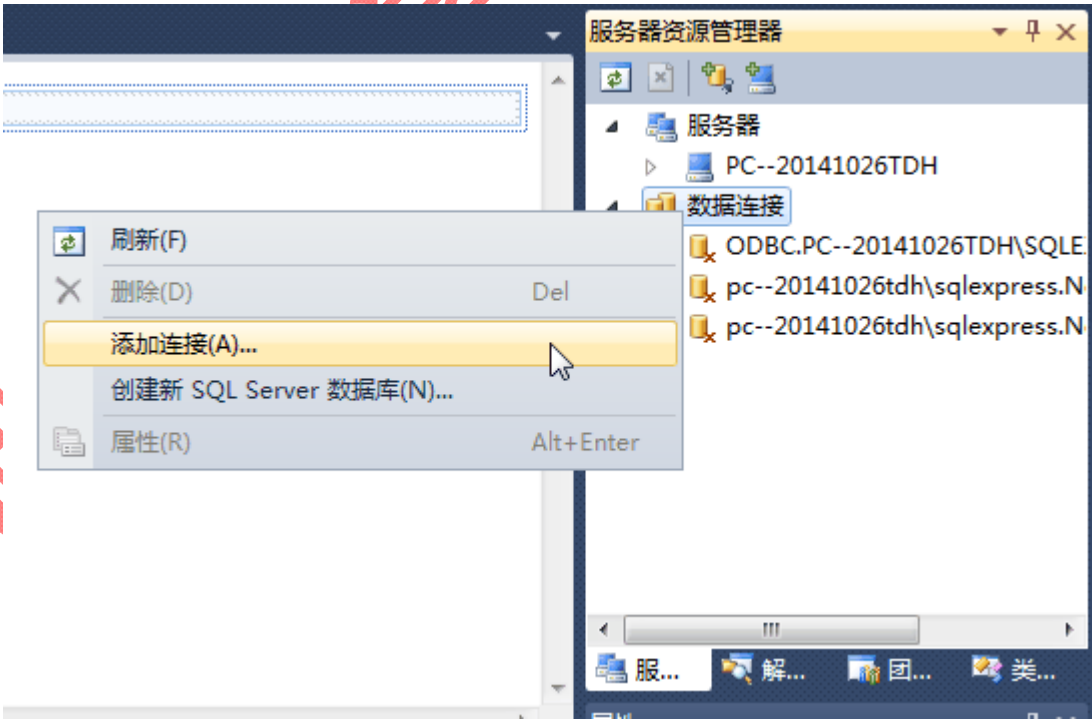 服务器资源管理器
服务器
PC--20141026TDH
数据连接
ODBC.PC--20141026TDH\SQLE
pc--20141026tdh\sqlexpress.N
pc--20141026tdh\sqlexpress.N
刷新(F)
删除(D) Del
添加连接(A)...
创建新 SQL Server 数据库(N)...
属性(R) Alt+Enter
服... 解... 团... 类...